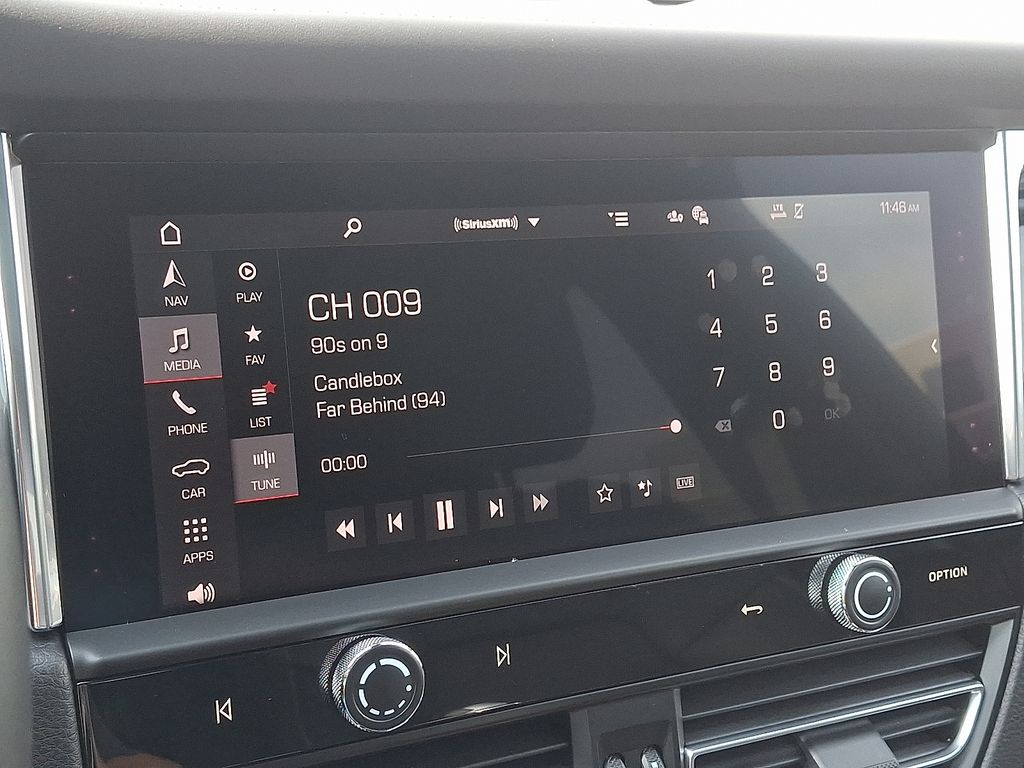 SiriusXM
LTE
11:46 AM
NAV
MEDIA
PHONE
CAR
APPS
PLAY
FAV
LIST
TUNE
CH 009
90s on 9
Candlebox
Far Behind (94)
00:00
LIVE
1 2 3
4 5 6
7 8 9
0 OK
OPTION